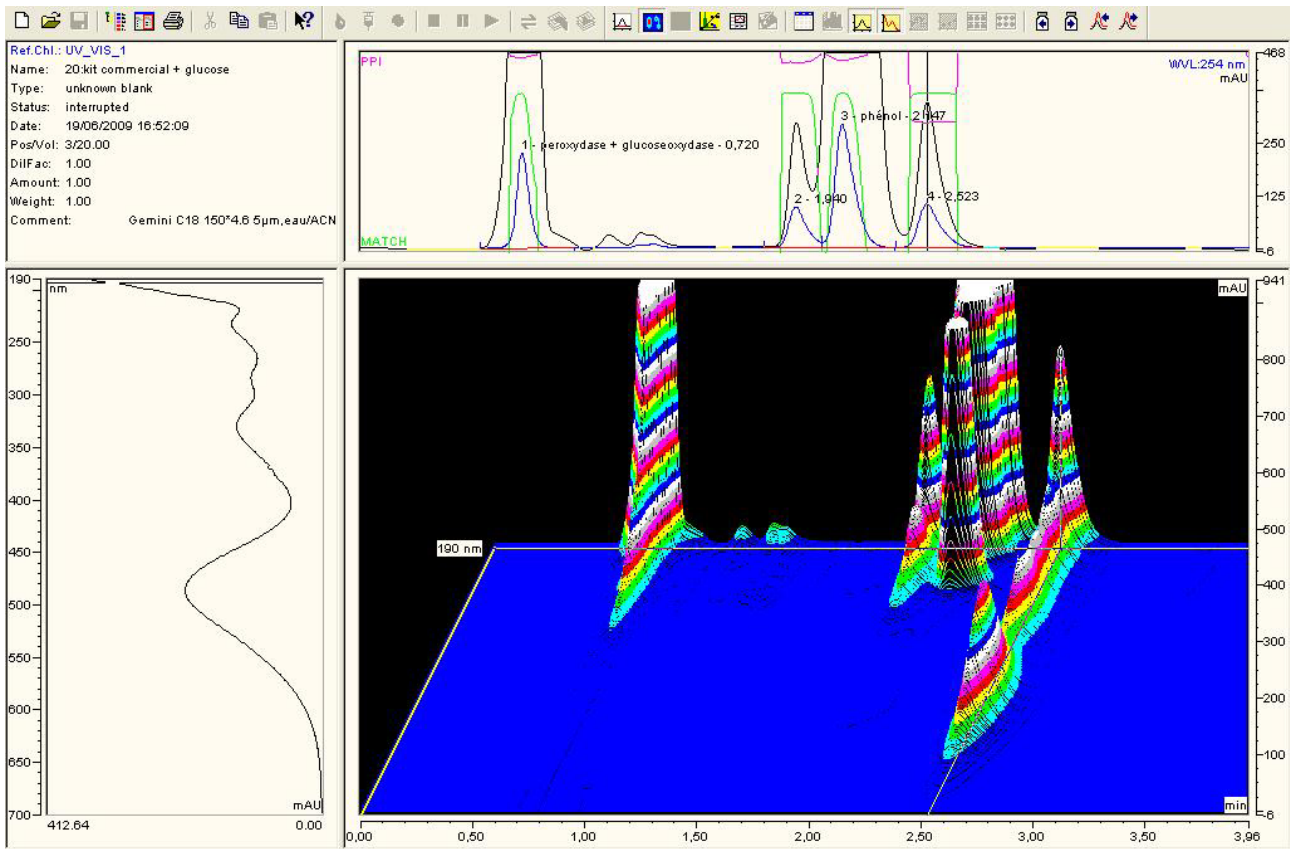 Ref.Chl.: UV_VIS_1
Name: 20:kit commercial + glucose
Type: unknown blank
Status: interrupted
Date: 19/06/2009 16:52:09
Pos/Vol: 3/20.00
DilFac: 1.00
Amount: 1.00
Weight: 1.00
Comment: Gemini C18 150*4.6 5µm,eau/ACN
PPI
WVL:254 nm
mAU
468
250
125
-6
1 - peroxydase + glucoseoxydase - 0,720
2 - 1,940
3 - phénol - 2,147
4 - 2,523
MATCH
190
250
300
350
400
450
500
550
600
650
700
nm
mAU
412.64 0.00
mAU
941
800
700
600
500
400
300
200
100
-6
190 nm
min
0,00 0,50 1,00 1,50 2,00 2,50 3,00 3,50 3,96